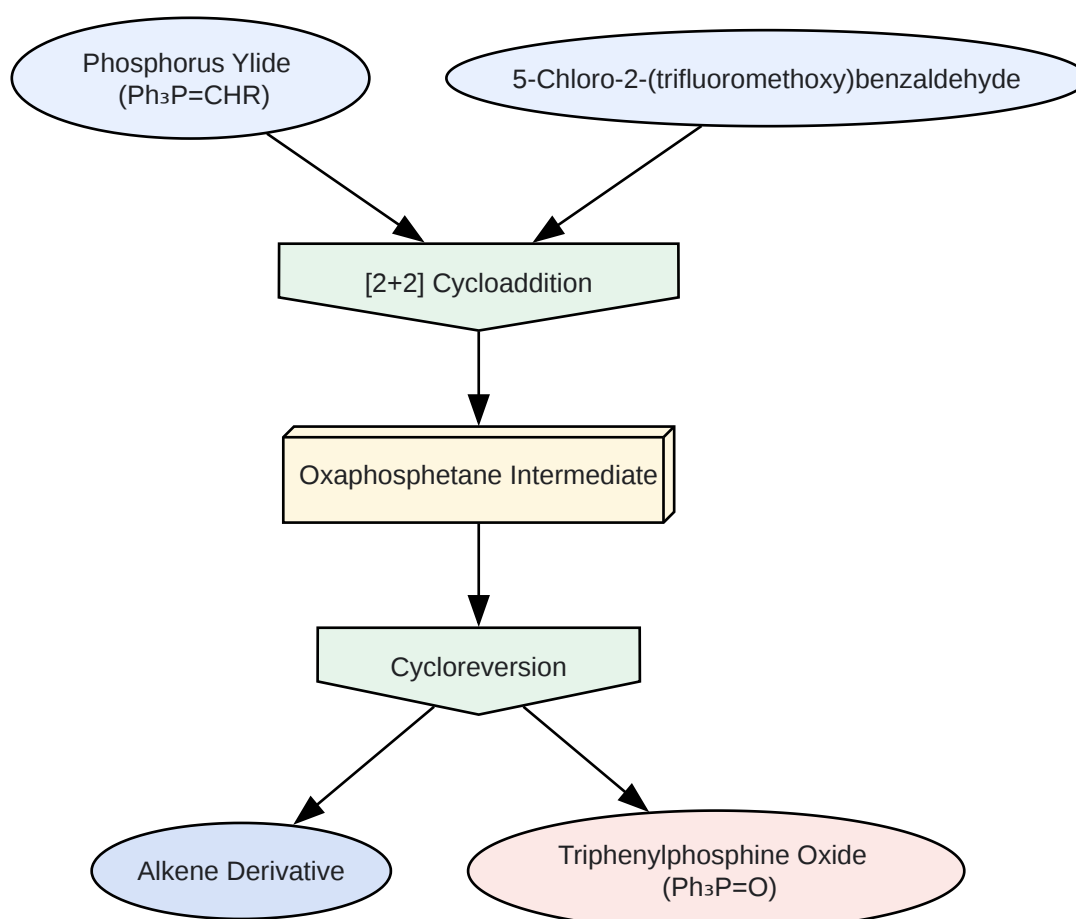 Phosphorus Ylide
(Ph₃P=CHR)
5-Chloro-2-(trifluoromethoxy)benzaldehyde
[2+2] Cycloaddition
Oxaphosphetane Intermediate
Cycloreversion
Alkene Derivative
Triphenylphosphine Oxide
(Ph₃P=O)